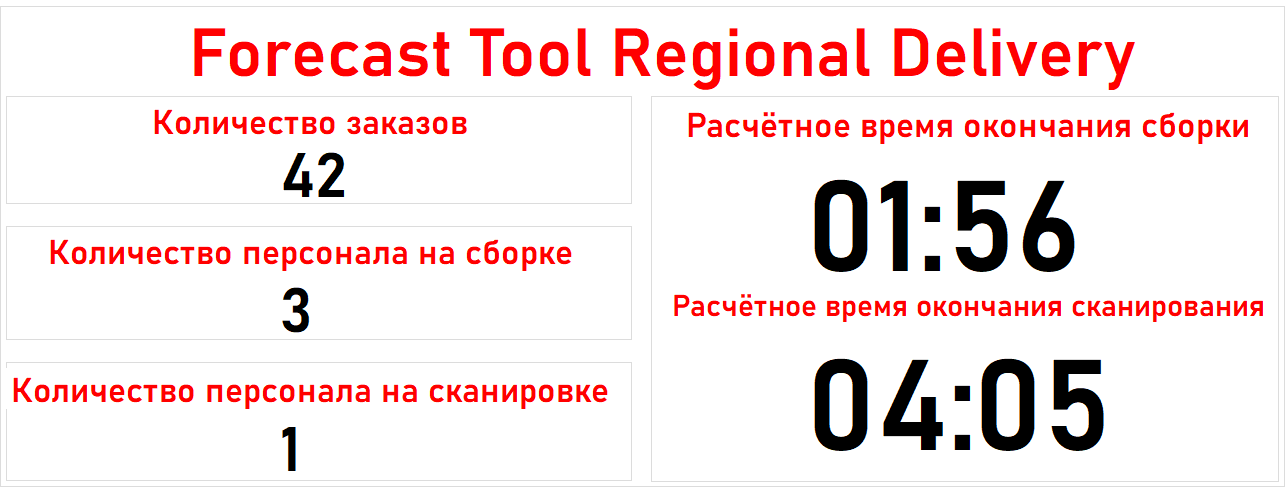 Forecast Tool Regional Delivery
Количество заказов
42
Количество персонала на сборке
3
Количество персонала на сканировке
1
Расчётное время окончания сборки
01:56
Расчётное время окончания сканирования
04:05